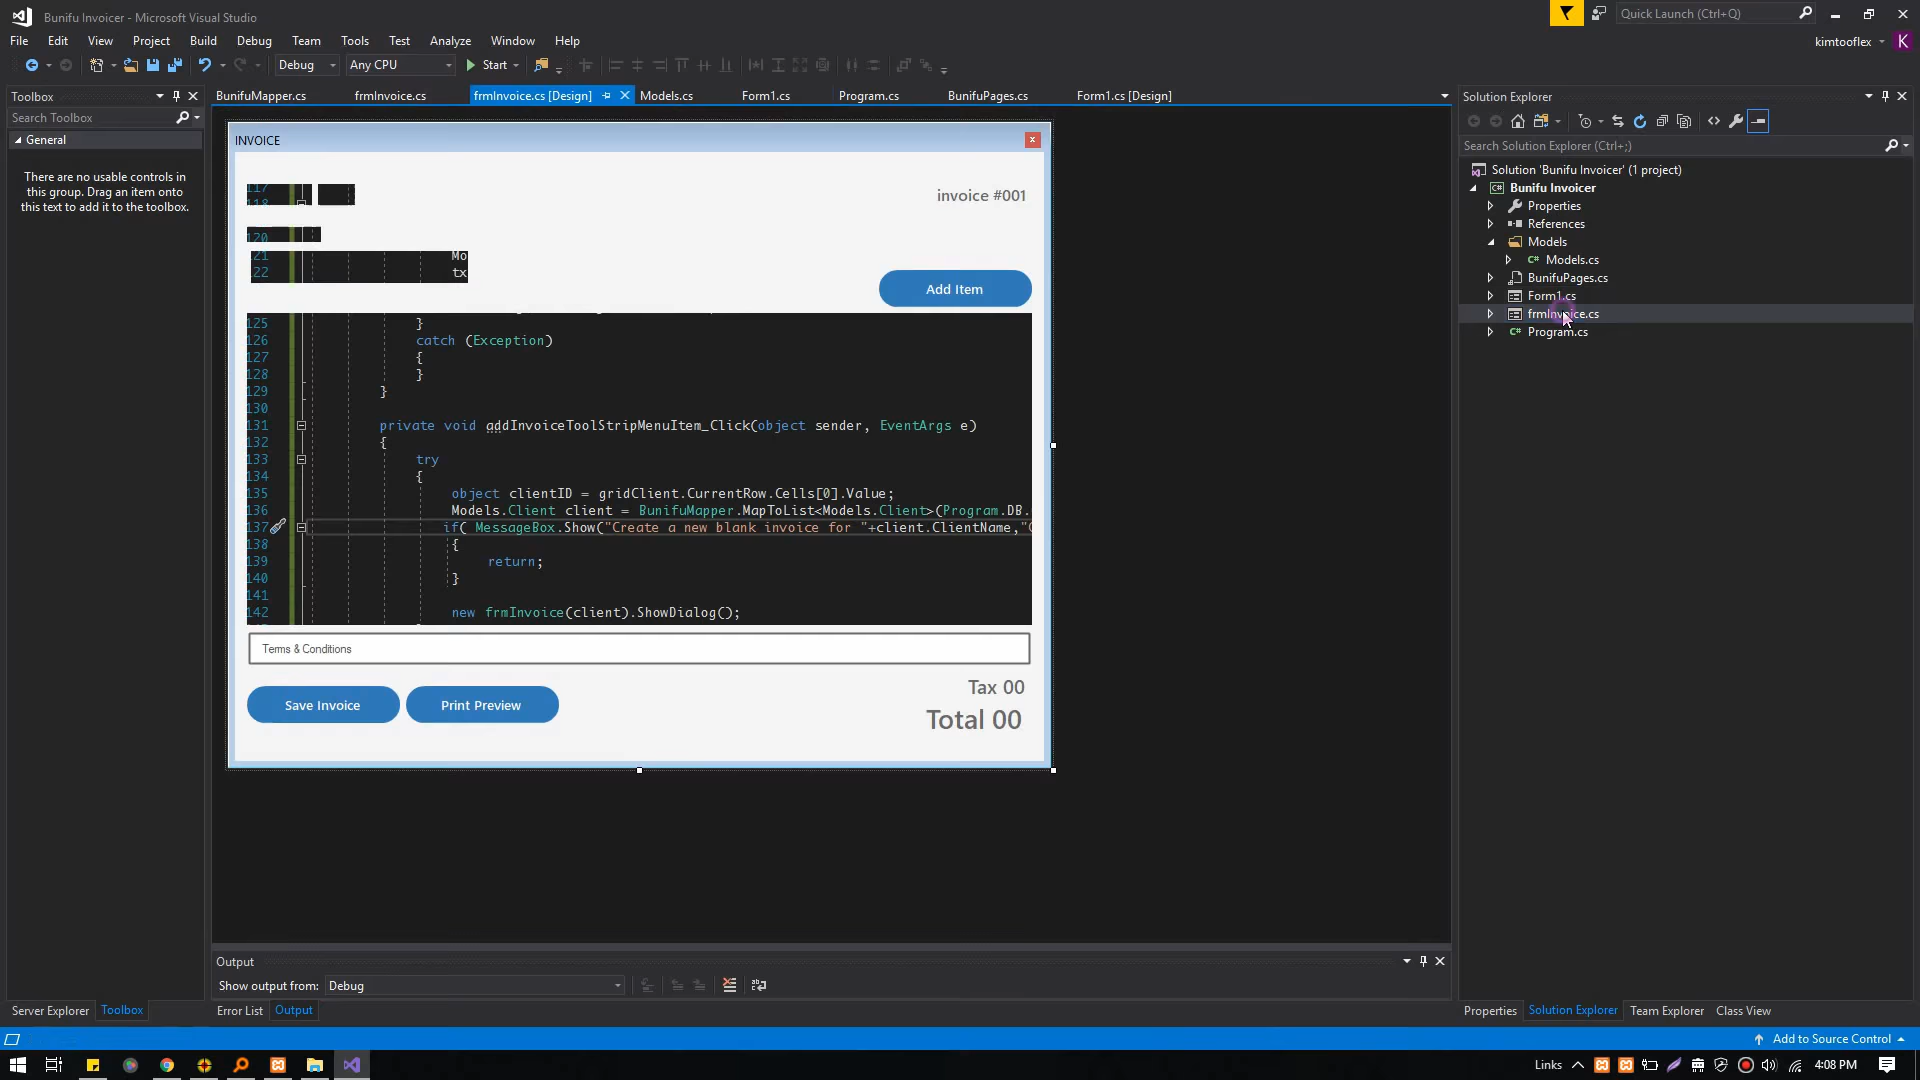 Bunifu Invoicer - Microsoft Visual Studio
Quick Launch (Ctrl+Q)
File Edit View Project Build Debug Team Tools Test Analyze Window Help
kimtooflex K
Debug Any CPU Start
Toolbox
BunifuMapper.cs frmInvoice.cs frmInvoice.cs [Design] Models.cs Form1.cs Program.cs BunifuPages.cs Form1.cs [Design]
Solution Explorer
Search Toolbox
General
There are no usable controls in
this group. Drag an item onto
this text to add it to the toolbox.
INVOICE
117
118
invoice #001
120
21 Mo
22 tx
Add Item
125 }
126 catch (Exception)
127 {
128 }
129 }
130
131 private void addInvoiceToolStripMenuItem_Click(object sender, EventArgs e)
132 {
133 try
134 {
135 object clientID = gridClient.CurrentRow.Cells[0].Value;
136 Models.Client client = BunifuMapper.MapToList<Models.Client>(Program.DB.
137 if( MessageBox.Show("Create a new blank invoice for "+client.ClientName,"
138 {
139 return;
140 }
141
142 new frmInvoice(client).ShowDialog();
Terms & Conditions
Save Invoice Print Preview
Tax 00
Total 00
Search Solution Explorer (Ctrl+;)
Solution 'Bunifu Invoicer' (1 project)
Bunifu Invoicer
Properties
References
Models
Models.cs
BunifuPages.cs
Form1.cs
frmInvoice.cs
Program.cs
Output
Show output from: Debug
Server Explorer Toolbox
Error List Output
Properties Solution Explorer Team Explorer Class View
Add to Source Control
Links 4:08 PM